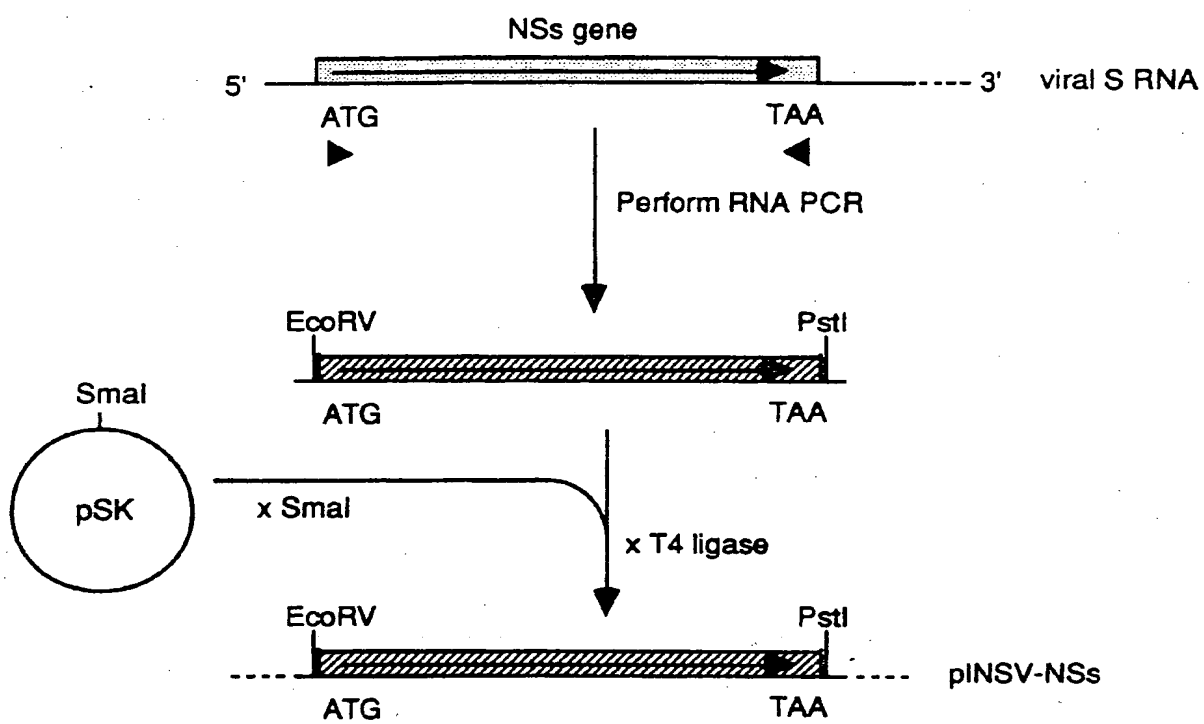 NSs gene
5' 3' viral S RNA
ATG TAA
Perform RNA PCR
EcoRV PstI
ATG TAA
SmaI
pSK
x SmaI
x T4 ligase
EcoRV PstI
pINSV-NSs
ATG TAA